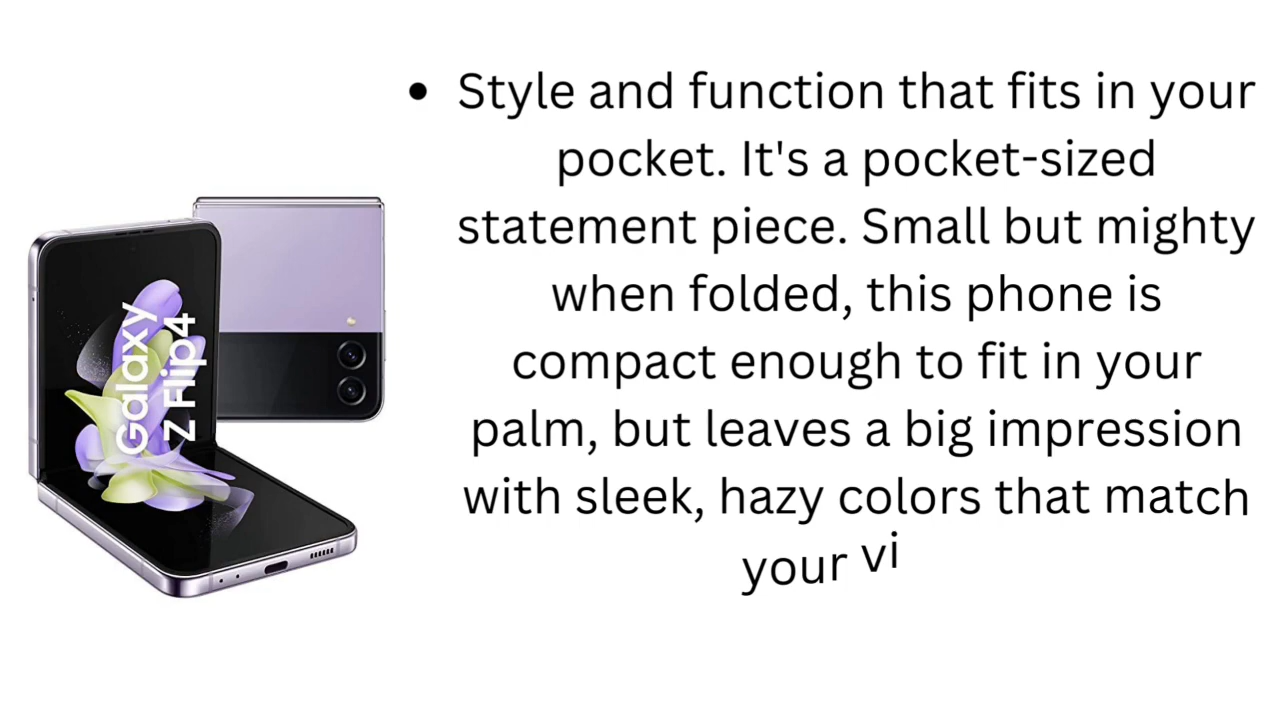 Galaxy
Z Flip4
• Style and function that fits in your
pocket. It's a pocket-sized
statement piece. Small but mighty
when folded, this phone is
compact enough to fit in your
palm, but leaves a big impression
with sleek, hazy colors that match
your vi